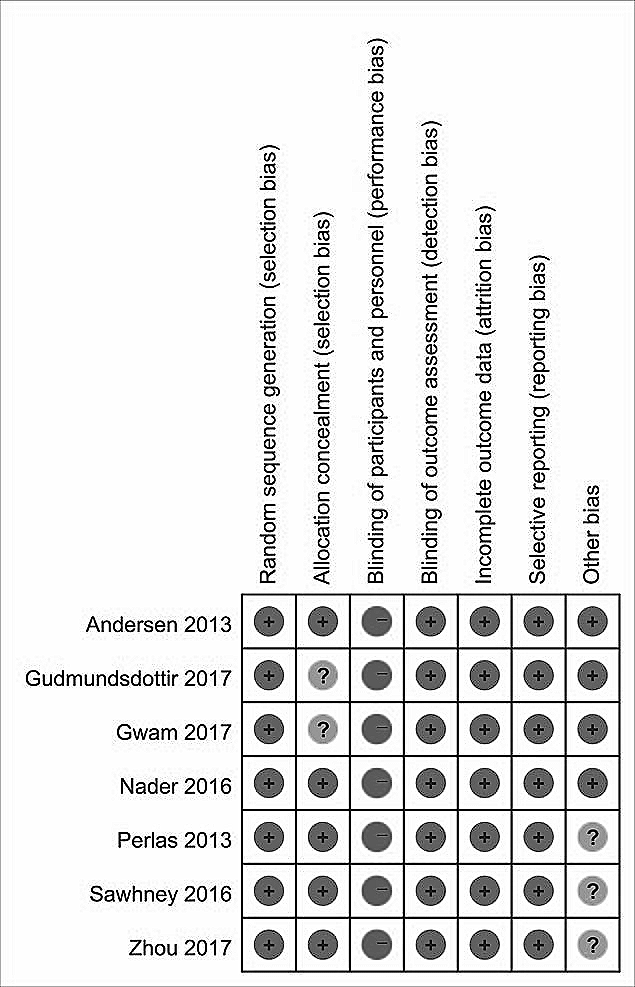 Random sequence generation (selection bias)
Allocation concealment (selection bias)
Blinding of participants and personnel (performance bias)
Blinding of outcome assessment (detection bias)
Incomplete outcome data (attrition bias)
Selective reporting (reporting bias)
Other bias
Andersen 2013 + + − + + + +
Gudmundsdottir 2017 + ? − + + + +
Gwam 2017 + ? − + + + +
Nader 2016 + + − + + + +
Perlas 2013 + + − + + + ?
Sawhney 2016 + + − + + + ?
Zhou 2017 + + − + + + ?